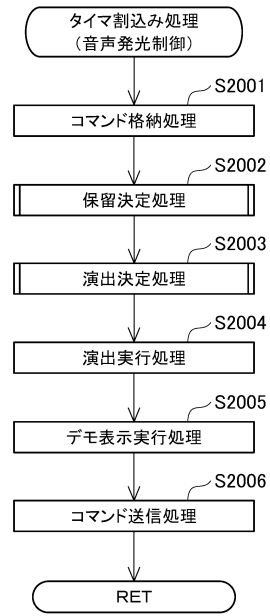 タイマ割込み処理
（音声発光制御）
S2001
コマンド格納処理
S2002
保留決定処理
S2003
演出決定処理
S2004
演出実行処理
S2005
デモ表示実行処理
S2006
コマンド送信処理
RET